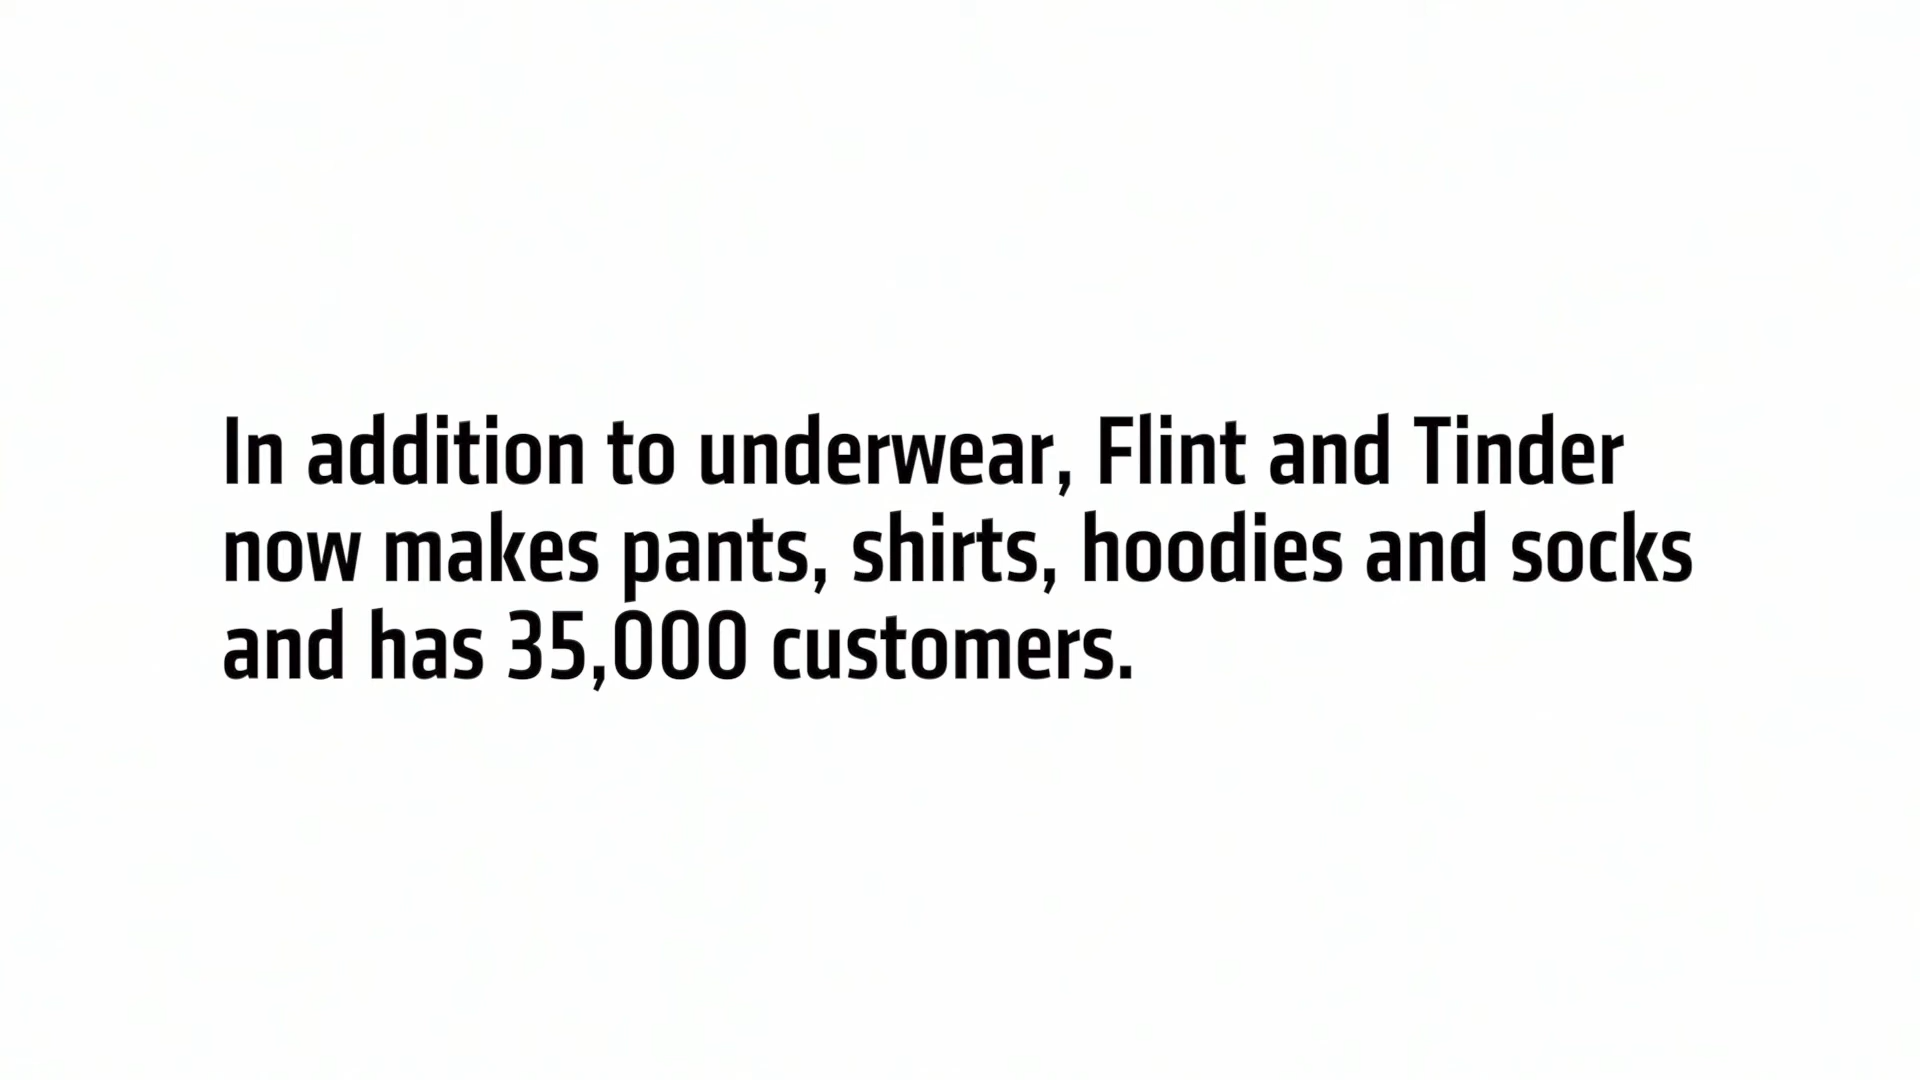 In addition to underwear, Flint and Tinder
now makes pants, shirts, hoodies and socks
and has 35,000 customers.